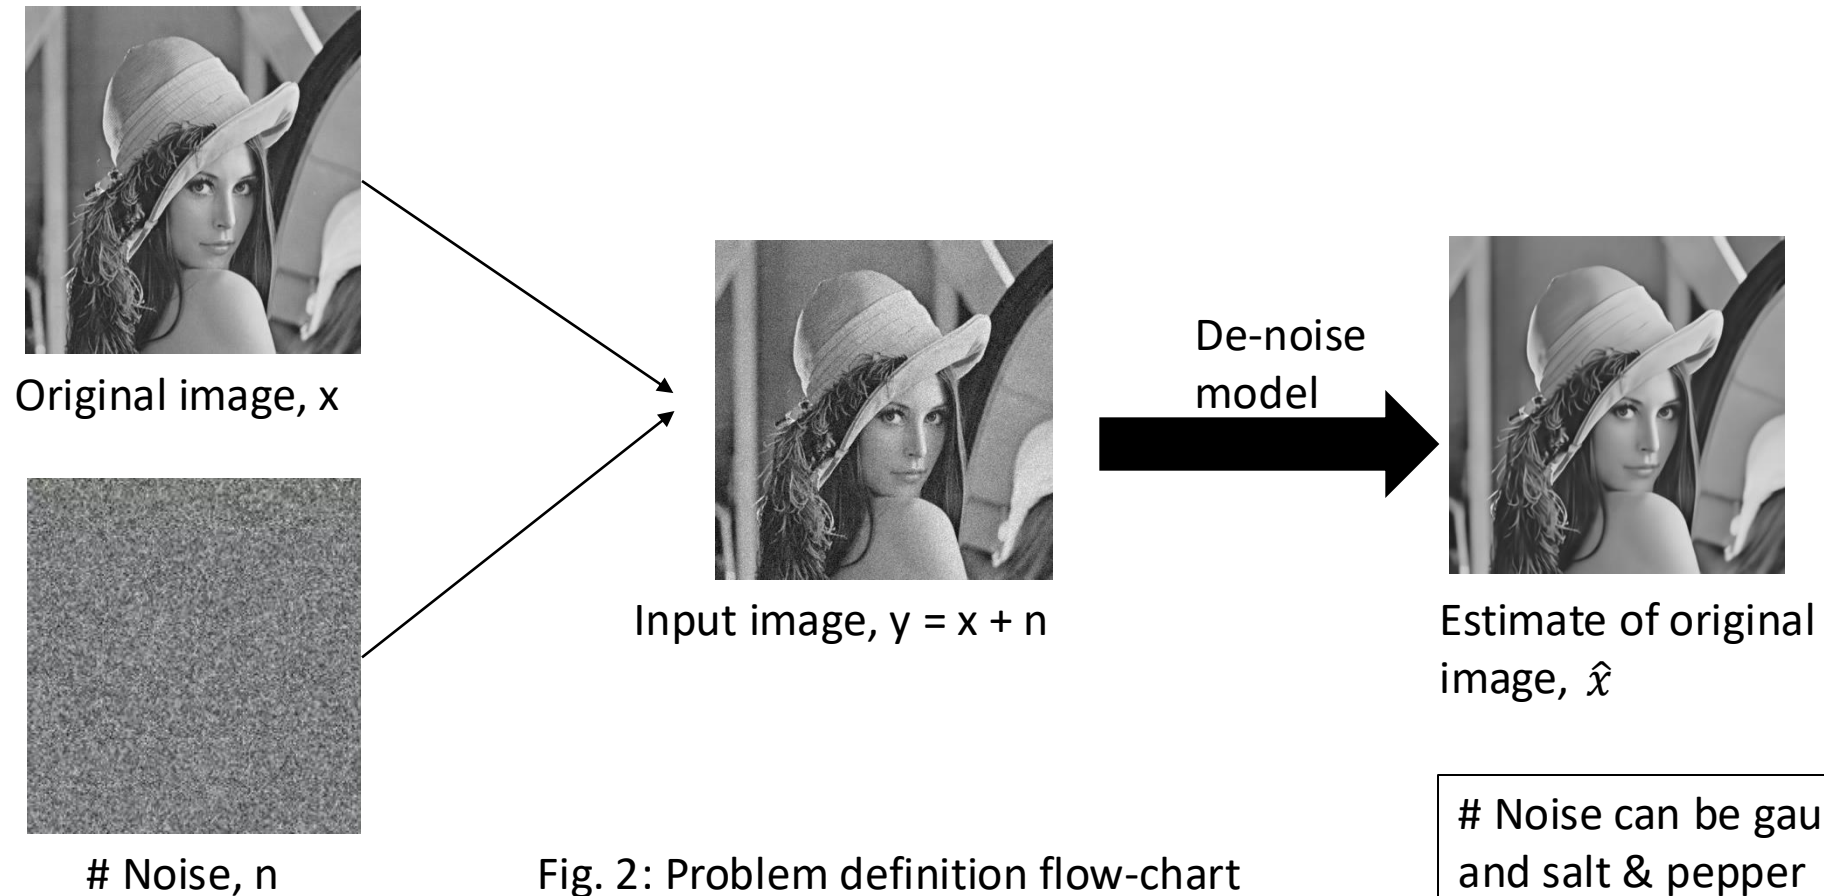 Original image, x
# Noise, n
Input image, y = x + n
De-noise
model
Estimate of original
image, x̂
# Noise can be gau
and salt & pepper
Fig. 2: Problem definition flow-chart